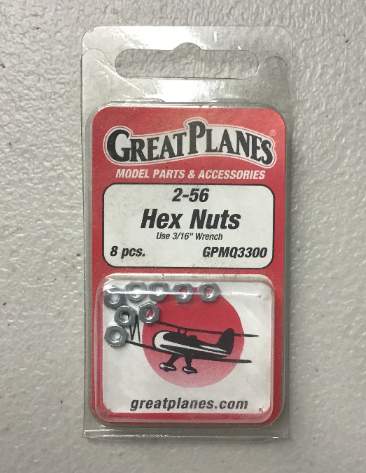 GREAT PLANES®
MODEL PARTS & ACCESSORIES
2-56
Hex Nuts
Use 3/16" Wrench
8 pcs. GPMQ3300
greatplanes.com